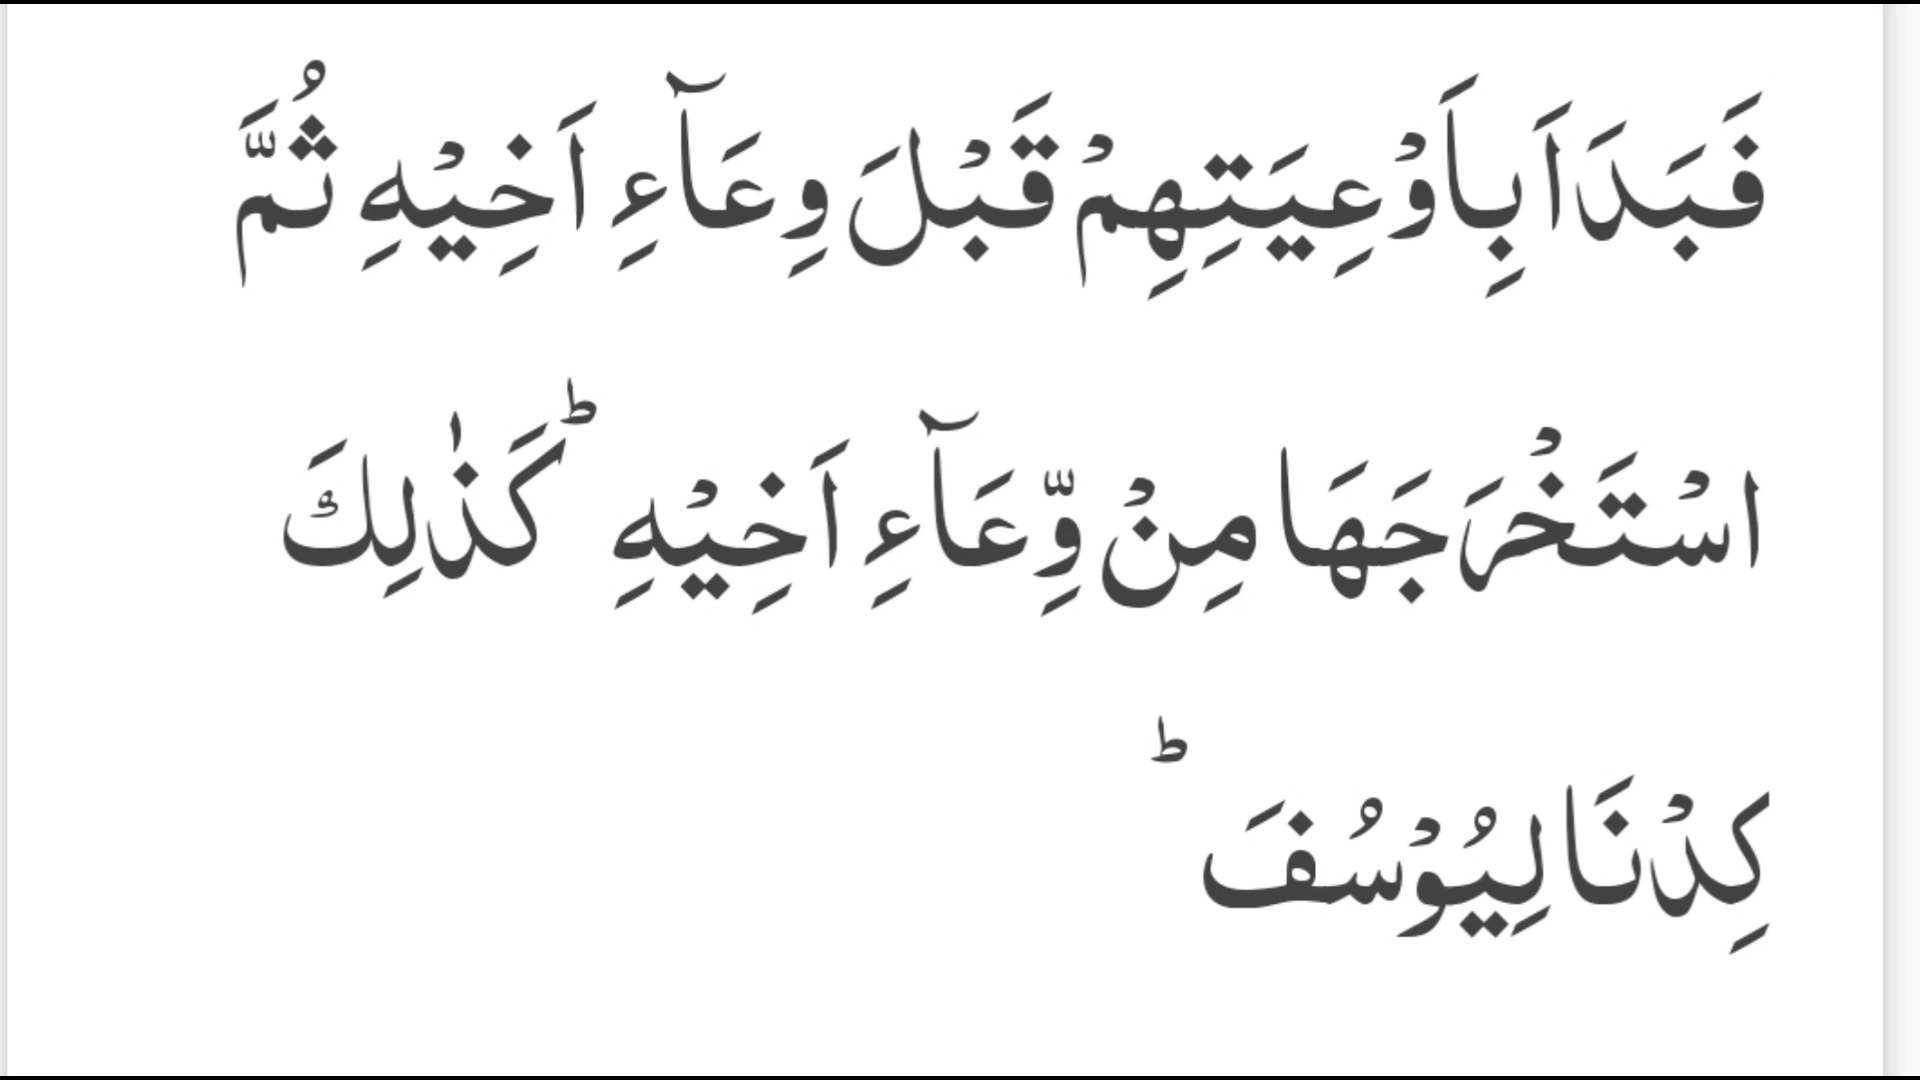 فَبَدَاَ بِاَوْعِيَتِهِمْ قَبْلَ وِعَآءِ اَخِيْهِ ثُمَّ
اسْتَخْرَجَهَا مِنْ وِّعَآءِ اَخِيْهِ ؕ كَذٰلِكَ
كِدْنَا لِيُوْسُفَ ؕ